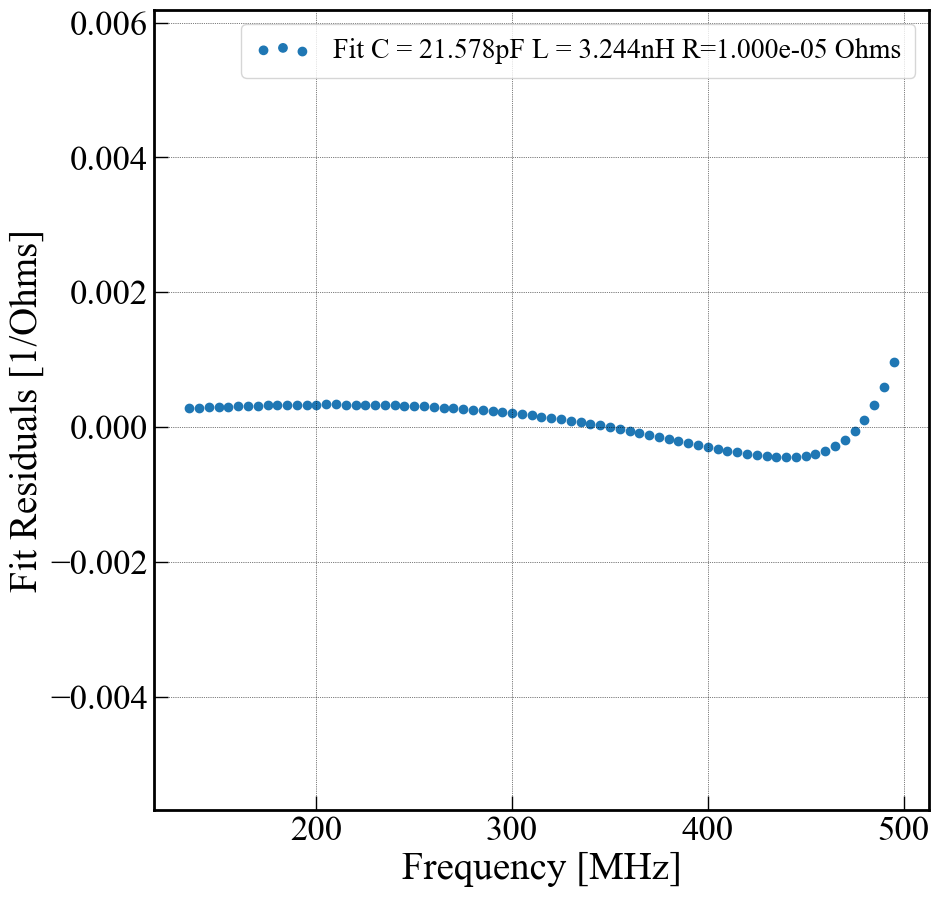 Fit C = 21.578pF L = 3.244nH R=1.000e-05 Ohms
0.006
0.004
0.002
0.000
−0.002
−0.004
Fit Residuals [1/Ohms]
200 300 400 500
Frequency [MHz]